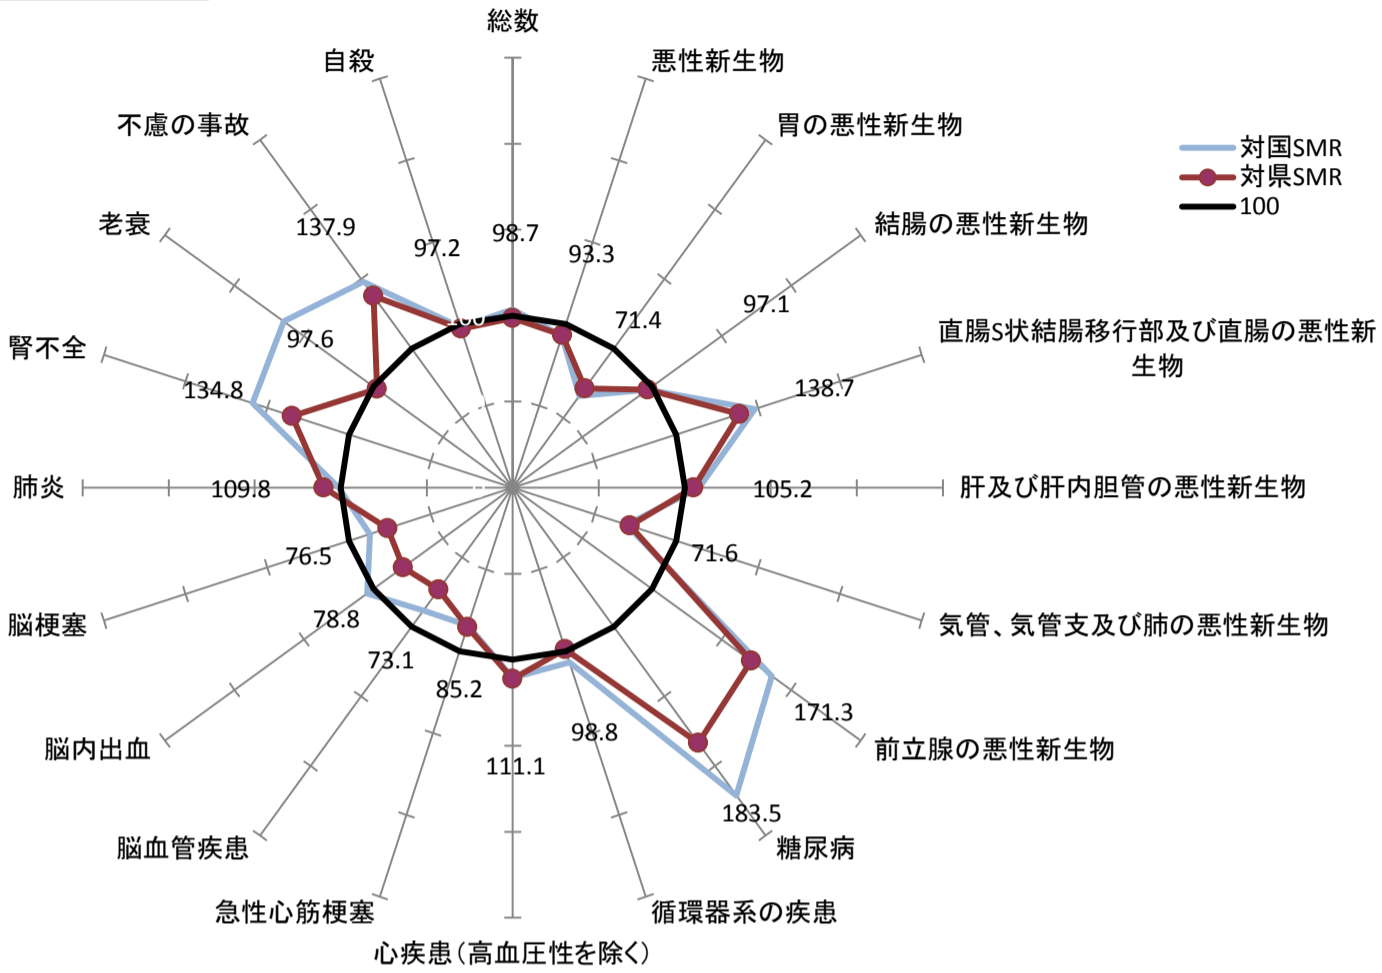 総数
自殺
悪性新生物
不慮の事故
胃の悪性新生物
対国SMR
対県SMR
100
老衰
結腸の悪性新生物
137.9
97.2
98.7
93.3
97.1
71.4
腎不全
97.6
直腸S状結腸移行部及び直腸の悪性新
生物
134.8
138.7
100
肺炎
109.8
105.2
肝及び肝内胆管の悪性新生物
76.5
71.6
脳梗塞
気管、気管支及び肺の悪性新生物
78.8
73.1
85.2
171.3
98.8
脳内出血
前立腺の悪性新生物
111.1
183.5
脳血管疾患
糖尿病
急性心筋梗塞
循環器系の疾患
心疾患（高血圧性を除く）